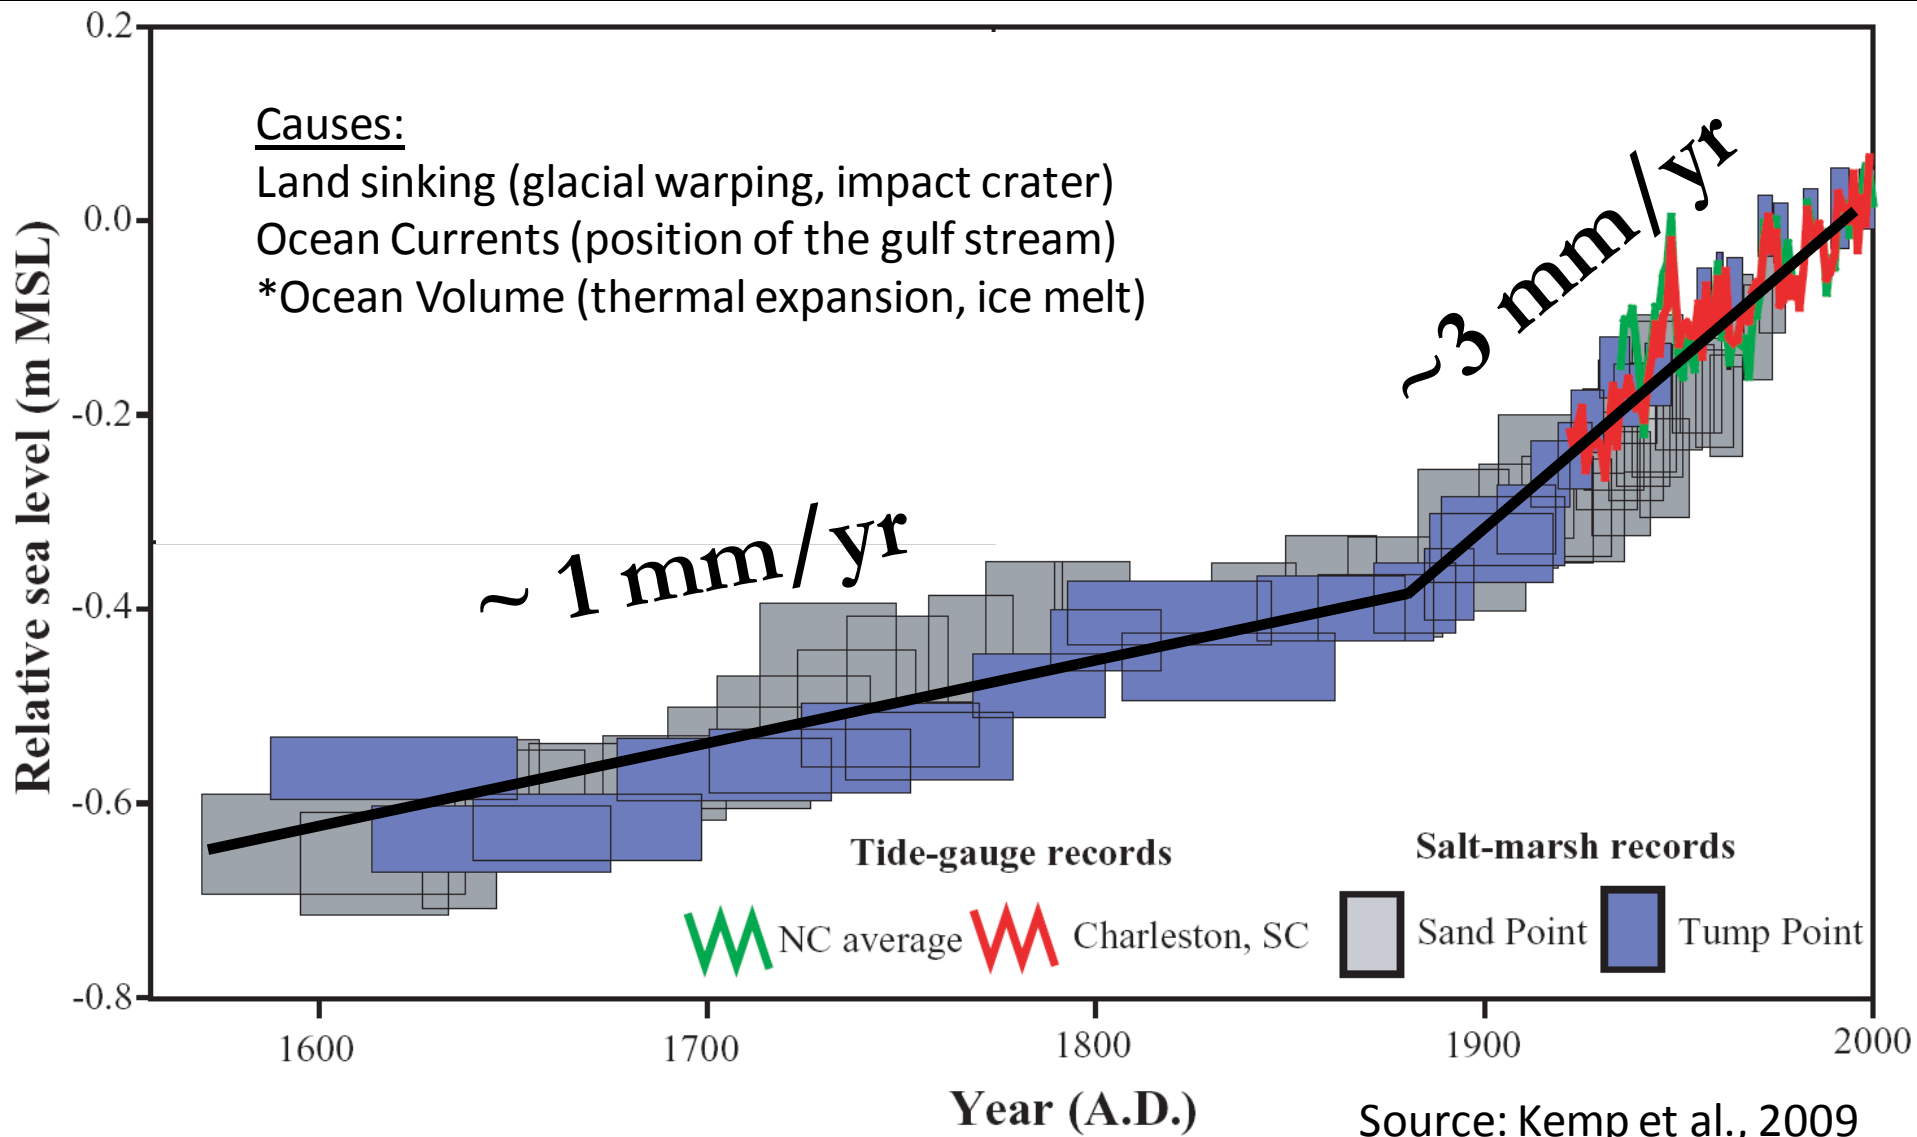 0.2
0.0
-0.2
-0.4
-0.6
-0.8
Relative sea level (m MSL)
Causes:
Land sinking (glacial warping, impact crater)
Ocean Currents (position of the gulf stream)
*Ocean Volume (thermal expansion, ice melt)
~3 mm/yr
~ 1 mm/yr
Tide-gauge records
Salt-marsh records
NC average
Charleston, SC
Sand Point
Tump Point
1600
1700
1800
1900
2000
Year (A.D.)
Source: Kemp et al., 2009